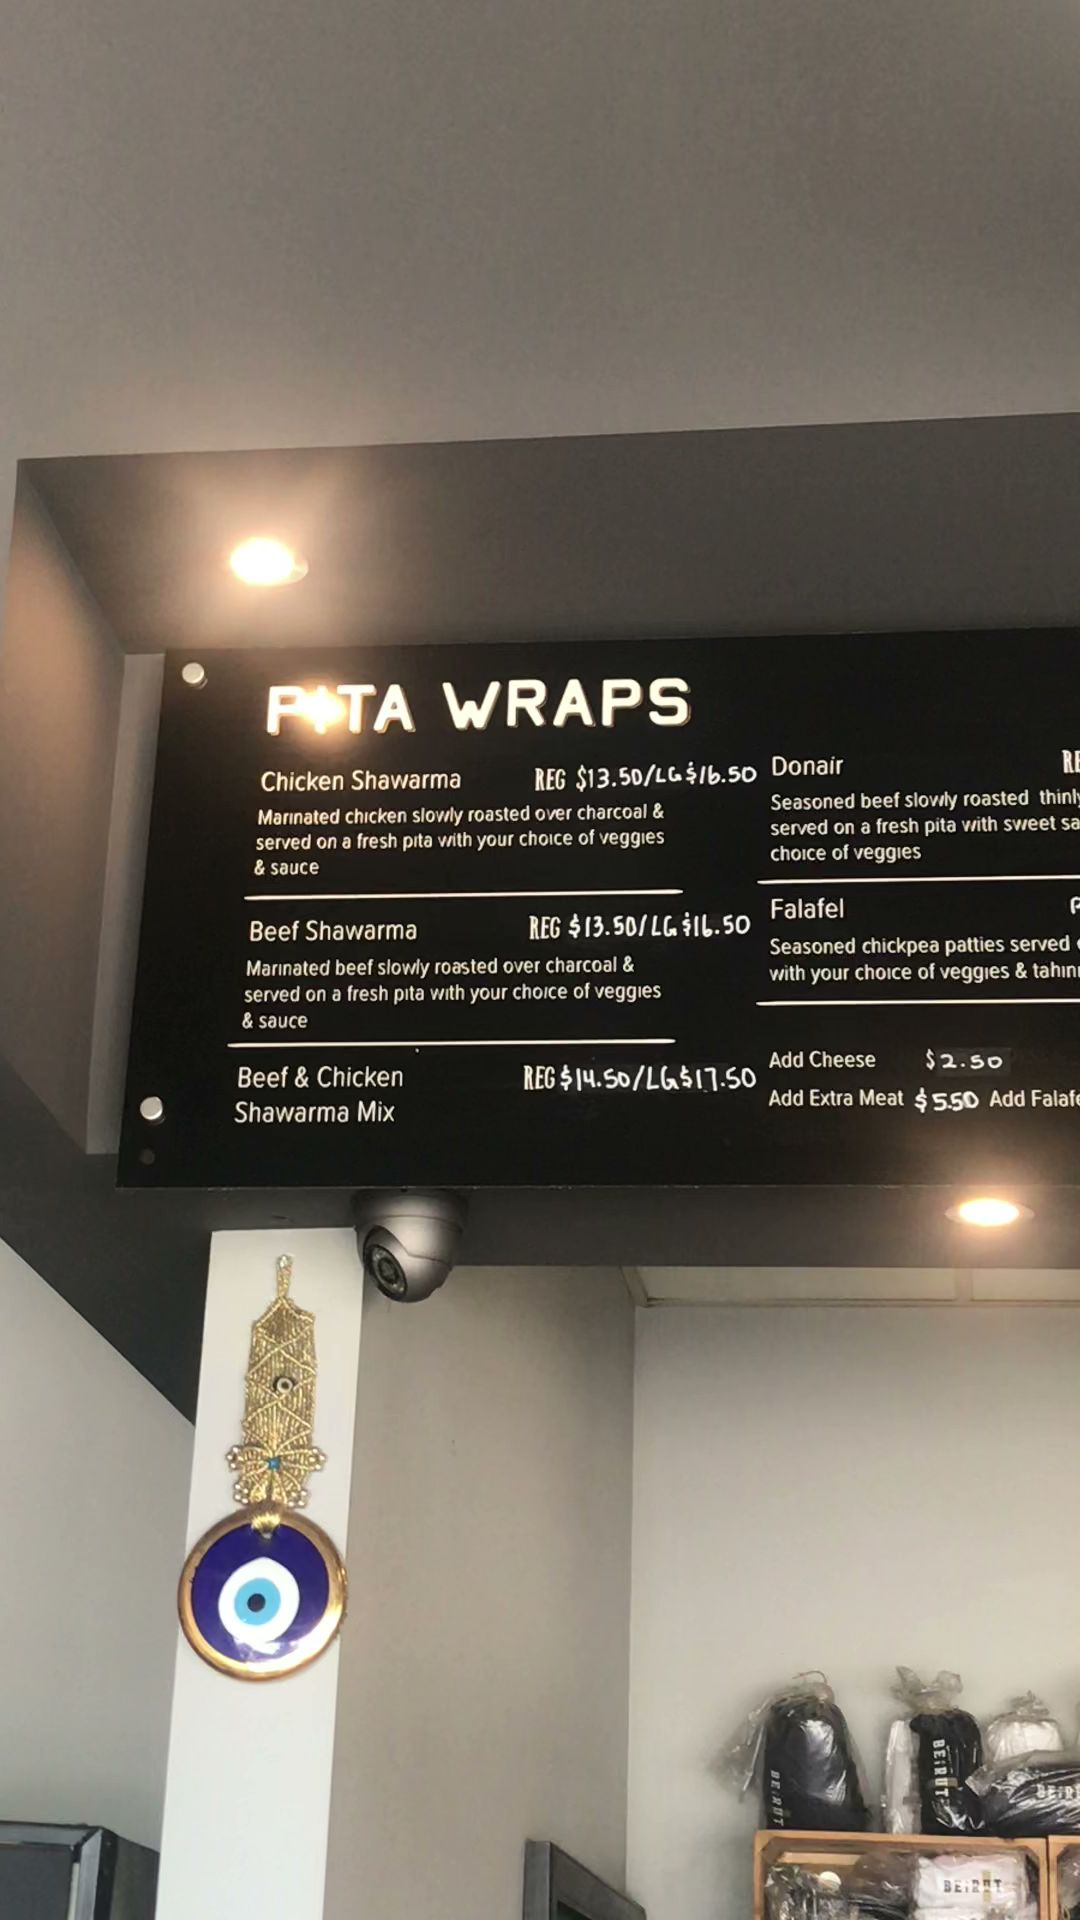 PITA WRAPS
Chicken Shawarma REG $13.50/LG $16.50
Marinated chicken slowly roasted over charcoal &
served on a fresh pita with your choice of veggies
& sauce
Beef Shawarma REG $13.50/LG $16.50
Marinated beef slowly roasted over charcoal &
served on a fresh pita with your choice of veggies
& sauce
Beef & Chicken REG $14.50/LG $17.50
Shawarma Mix
Donair
Seasoned beef slowly roasted thinly
served on a fresh pita with sweet
choice of veggies
Falafel
Seasoned chickpea patties served
with your choice of veggies &
Add Cheese $2.50
Add Extra Meat $5.50 Add
BEIRUT
BEIRUT
BEIRUT